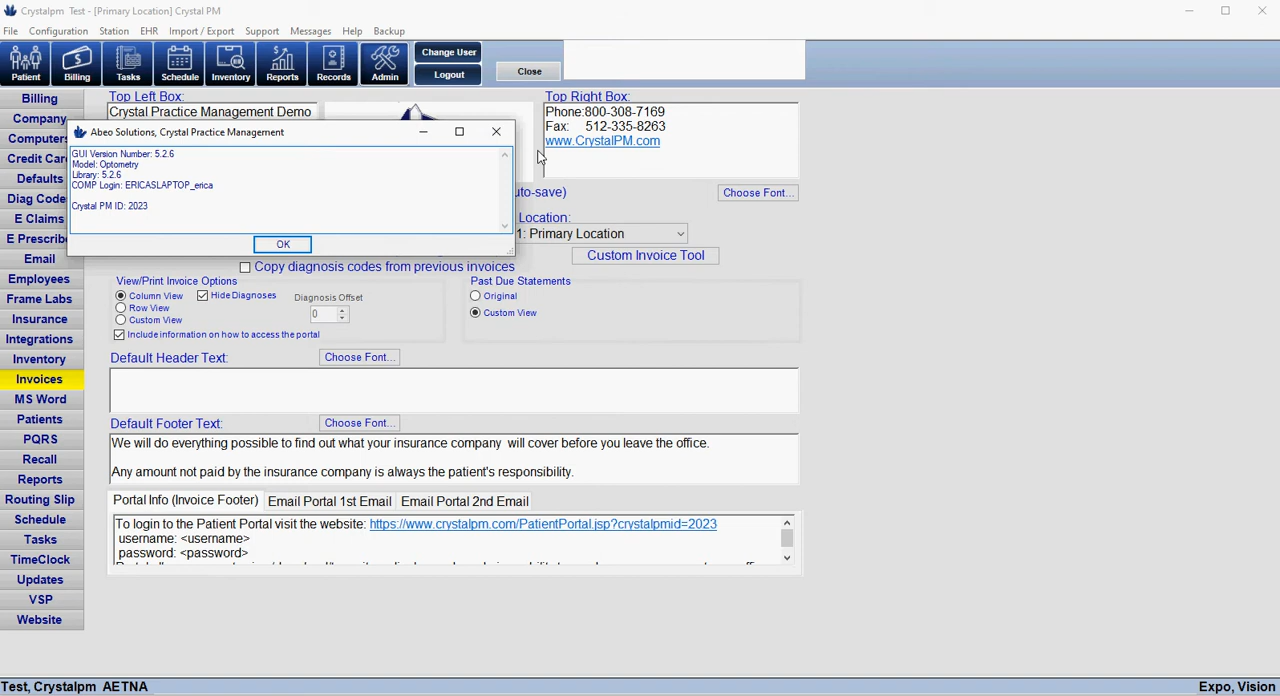 Crystalpm Test - [Primary Location] Crystal PM
File Configuration Station EHR Import / Export Support Messages Help Backup
Patient Billing Tasks Schedule Inventory Reports Records Admin
Change User
Logout
Close
Billing
Company
Computers
Credit Car
Defaults
Diag Code
E Claims
E Prescrib
Email
Employees
Frame Labs
Insurance
Integrations
Inventory
Invoices
MS Word
Patients
PQRS
Recall
Reports
Routing Slip
Schedule
Tasks
TimeClock
Updates
VSP
Website
Top Left Box:
Crystal Practice Management Demo
Top Right Box:
Phone:800-308-7169
Fax: 512-335-8263
www.CrystalPM.com
Abeo Solutions, Crystal Practice Management
GUI Version Number: 5.2.6
Model: Optometry
Library: 5.2.6
COMP Login: ERICASLAPTOP_erica
Crystal PM ID: 2023
OK
uto-save)
Choose Font...
Location:
1: Primary Location
Custom Invoice Tool
Copy diagnosis codes from previous invoices
View/Print Invoice Options
Column View
Hide Diagnoses
Diagnosis Offset
Row View
0
Custom View
Include information on how to access the portal
Past Due Statements
Original
Custom View
Default Header Text:
Choose Font...
Default Footer Text:
Choose Font...
We will do everything possible to find out what your insurance company will cover before you leave the office.
Any amount not paid by the insurance company is always the patient's responsibility.
Portal Info (Invoice Footer) Email Portal 1st Email Email Portal 2nd Email
To login to the Patient Portal visit the website: https://www.crystalpm.com/PatientPortal.jsp?crystalpmid=2023
username: <username>
password: <password>
Test, Crystalpm AETNA
Expo, Vision